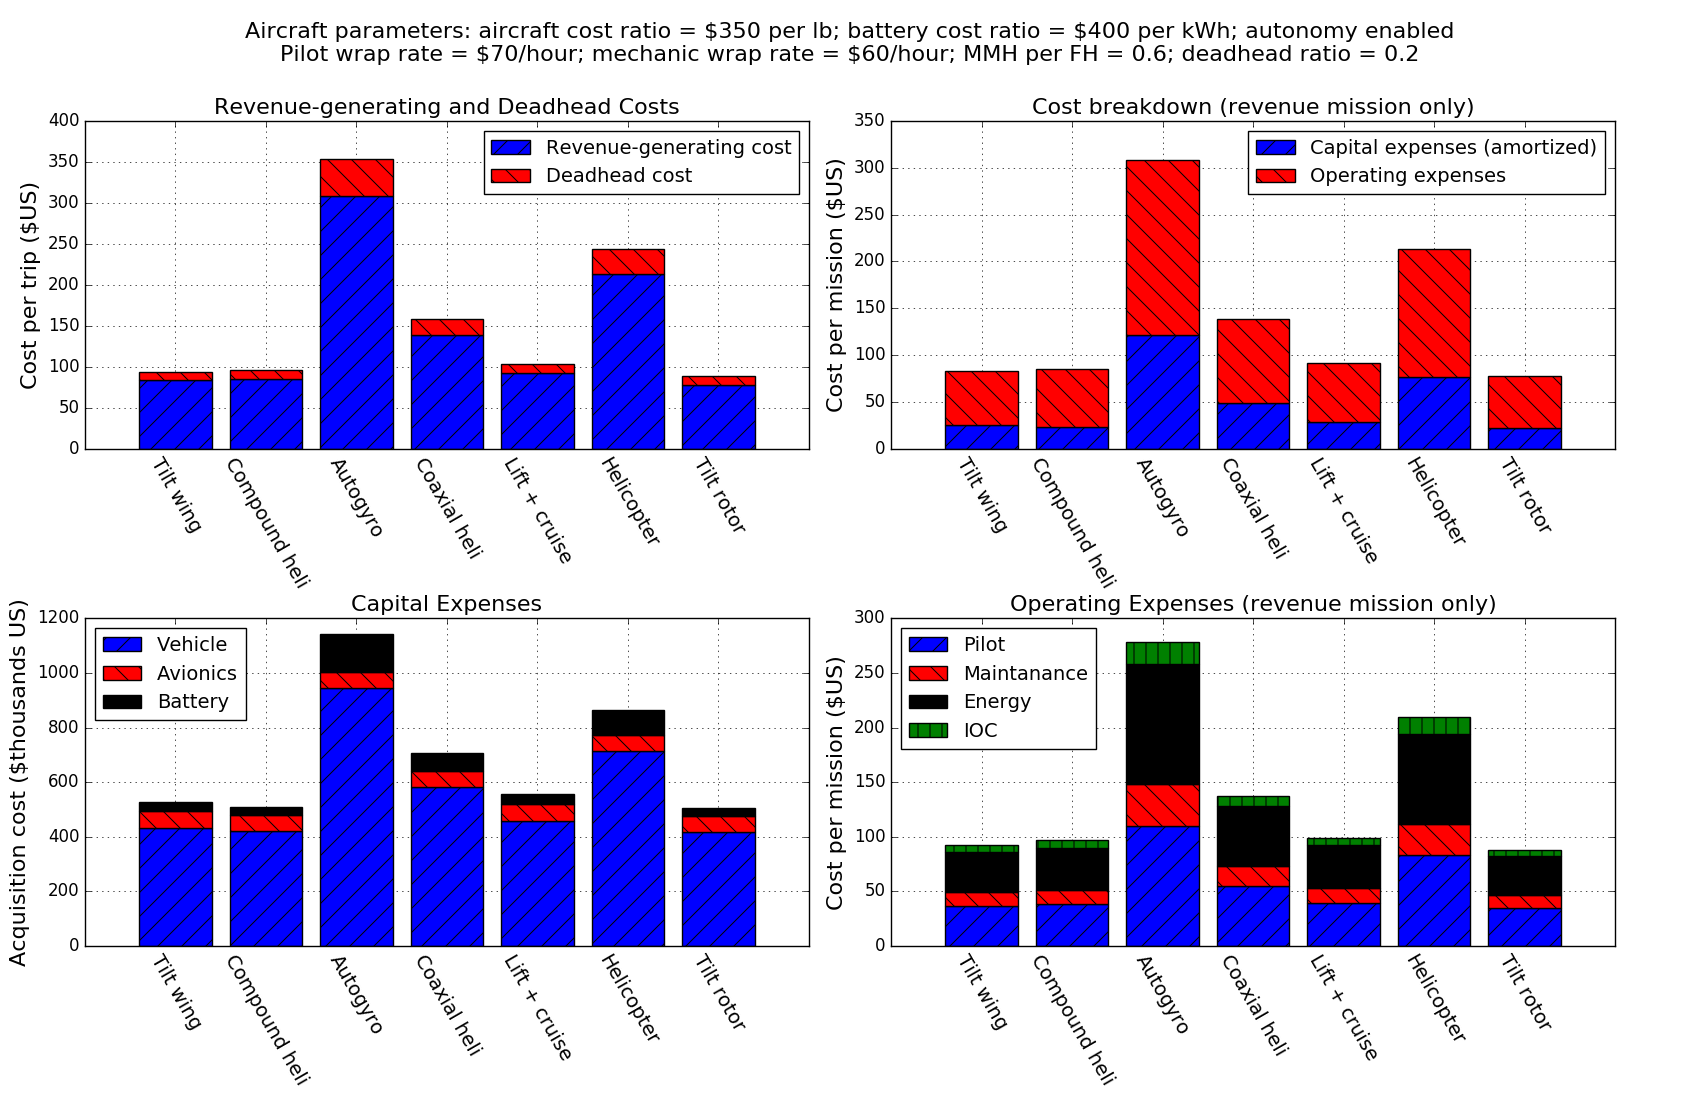 Aircraft parameters: aircraft cost ratio = $350 per lb; battery cost ratio = $400 per kWh; autonomy enabled
Pilot wrap rate = $70/hour; mechanic wrap rate = $60/hour; MMH per FH = 0.6; deadhead ratio = 0.2
Revenue-generating and Deadhead Costs
Cost per trip ($US)
400
350
300
250
200
150
100
50
0
Revenue-generating cost
Deadhead cost
Tilt wing
Compound heli
Autogyro
Coaxial heli
Lift + cruise
Helicopter
Tilt rotor
Cost breakdown (revenue mission only)
Cost per mission ($US)
350
300
250
200
150
100
50
0
Capital expenses (amortized)
Operating expenses
Tilt wing
Compound heli
Autogyro
Coaxial heli
Lift + cruise
Helicopter
Tilt rotor
Capital Expenses
Acquisition cost ($thousands US)
1200
1000
800
600
400
200
0
Vehicle
Avionics
Battery
Tilt wing
Compound heli
Autogyro
Coaxial heli
Lift + cruise
Helicopter
Tilt rotor
Operating Expenses (revenue mission only)
Cost per mission ($US)
300
250
200
150
100
50
0
Pilot
Maintanance
Energy
IOC
Tilt wing
Compound heli
Autogyro
Coaxial heli
Lift + cruise
Helicopter
Tilt rotor